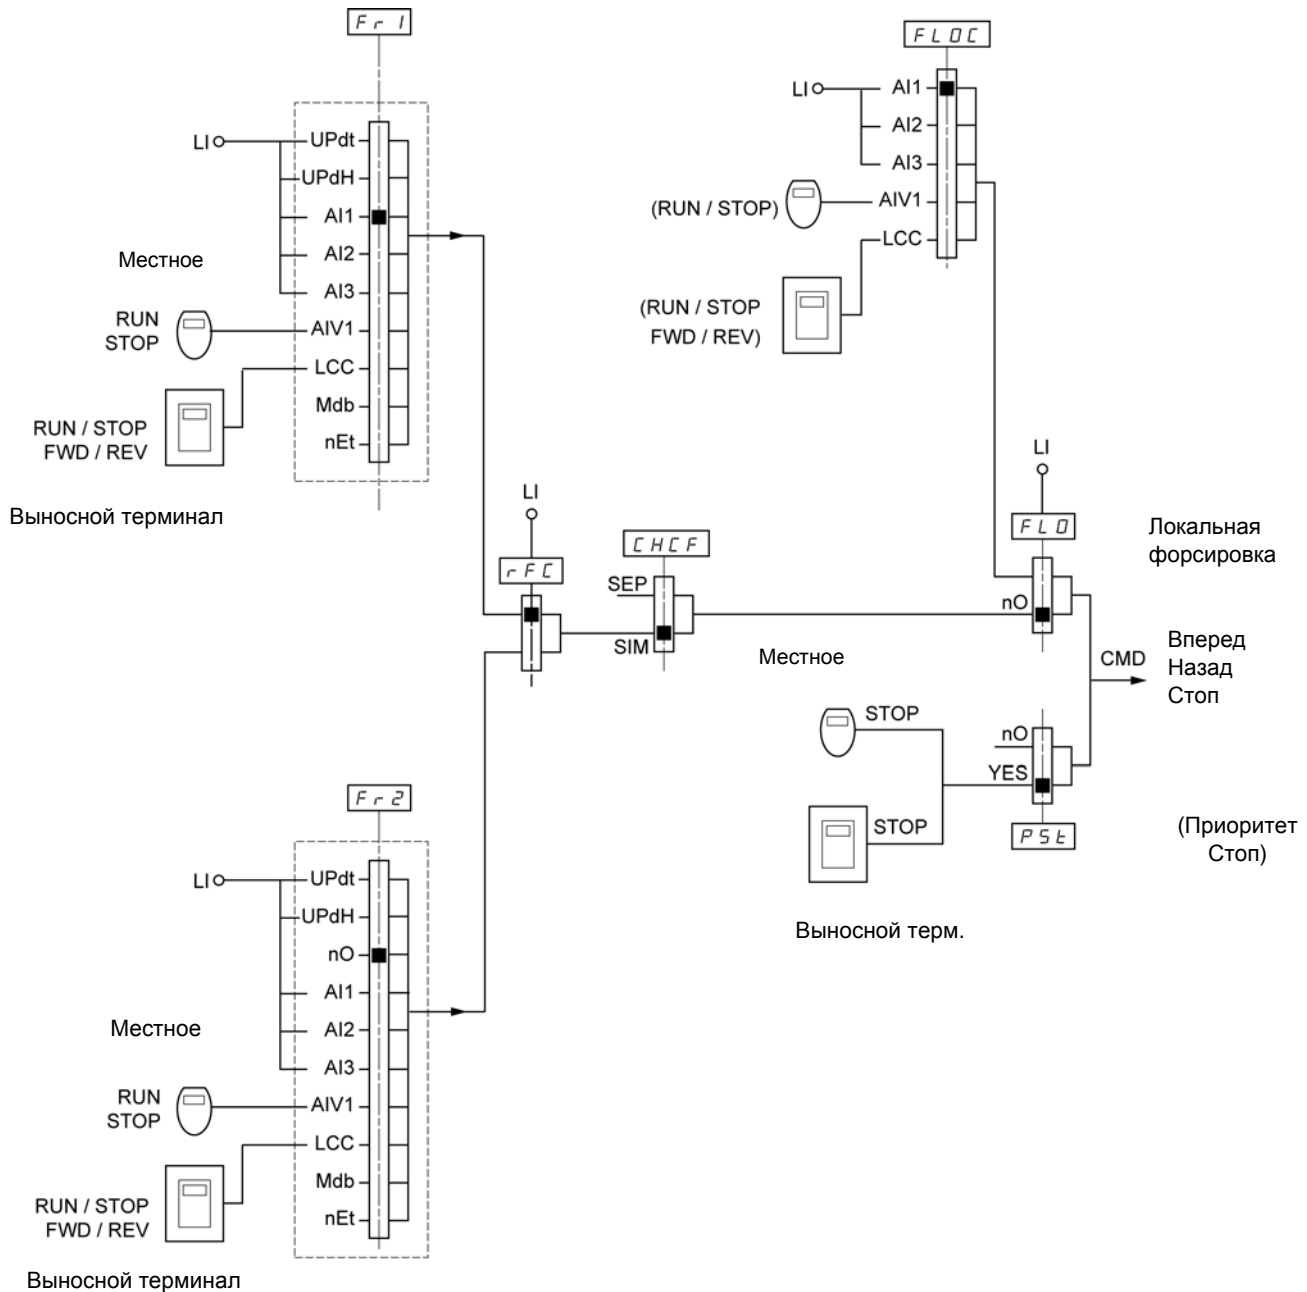 Fr1
LI
UPdt
UPdH
AI1
AI2
AI3
AIV1
LCC
Mdb
nEt
Местное
RUN
STOP
RUN / STOP
FWD / REV
Выносной терминал
FLOC
LI
AI1
AI2
AI3
AIV1
LCC
(RUN / STOP)
(RUN / STOP
FWD / REV)
LI
rFC
CHCF
SEP
SIM
LI
FLO
nO
Локальная
форсировка
Местное
CMD
Вперед
Назад
Стоп
STOP
STOP
nO
YES
PSt
(Приоритет
Стоп)
Выносной терм.
Fr2
LI
UPdt
UPdH
nO
AI1
AI2
AI3
AIV1
LCC
Mdb
nEt
Местное
RUN
STOP
RUN / STOP
FWD / REV
Выносной терминал